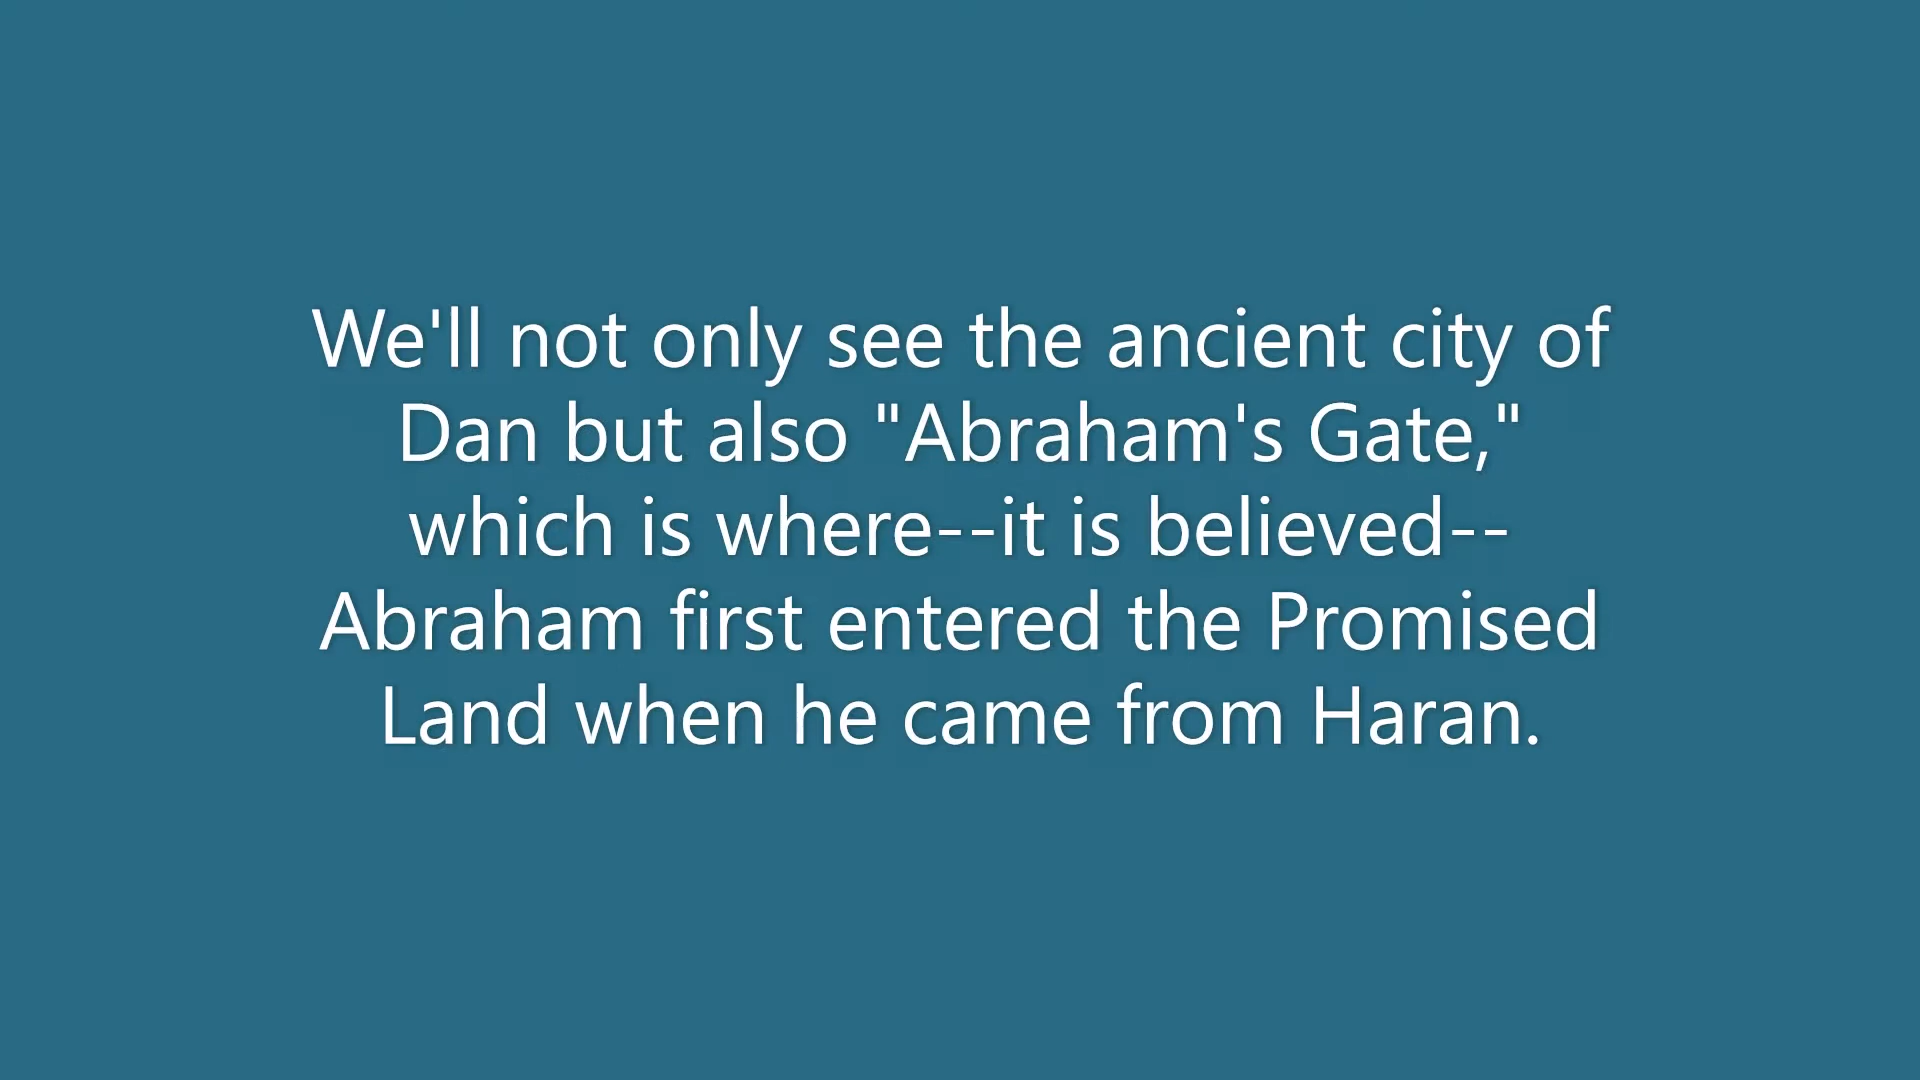 We'll not only see the ancient city of
Dan but also "Abraham's Gate,"
which is where--it is believed--
Abraham first entered the Promised
Land when he came from Haran.